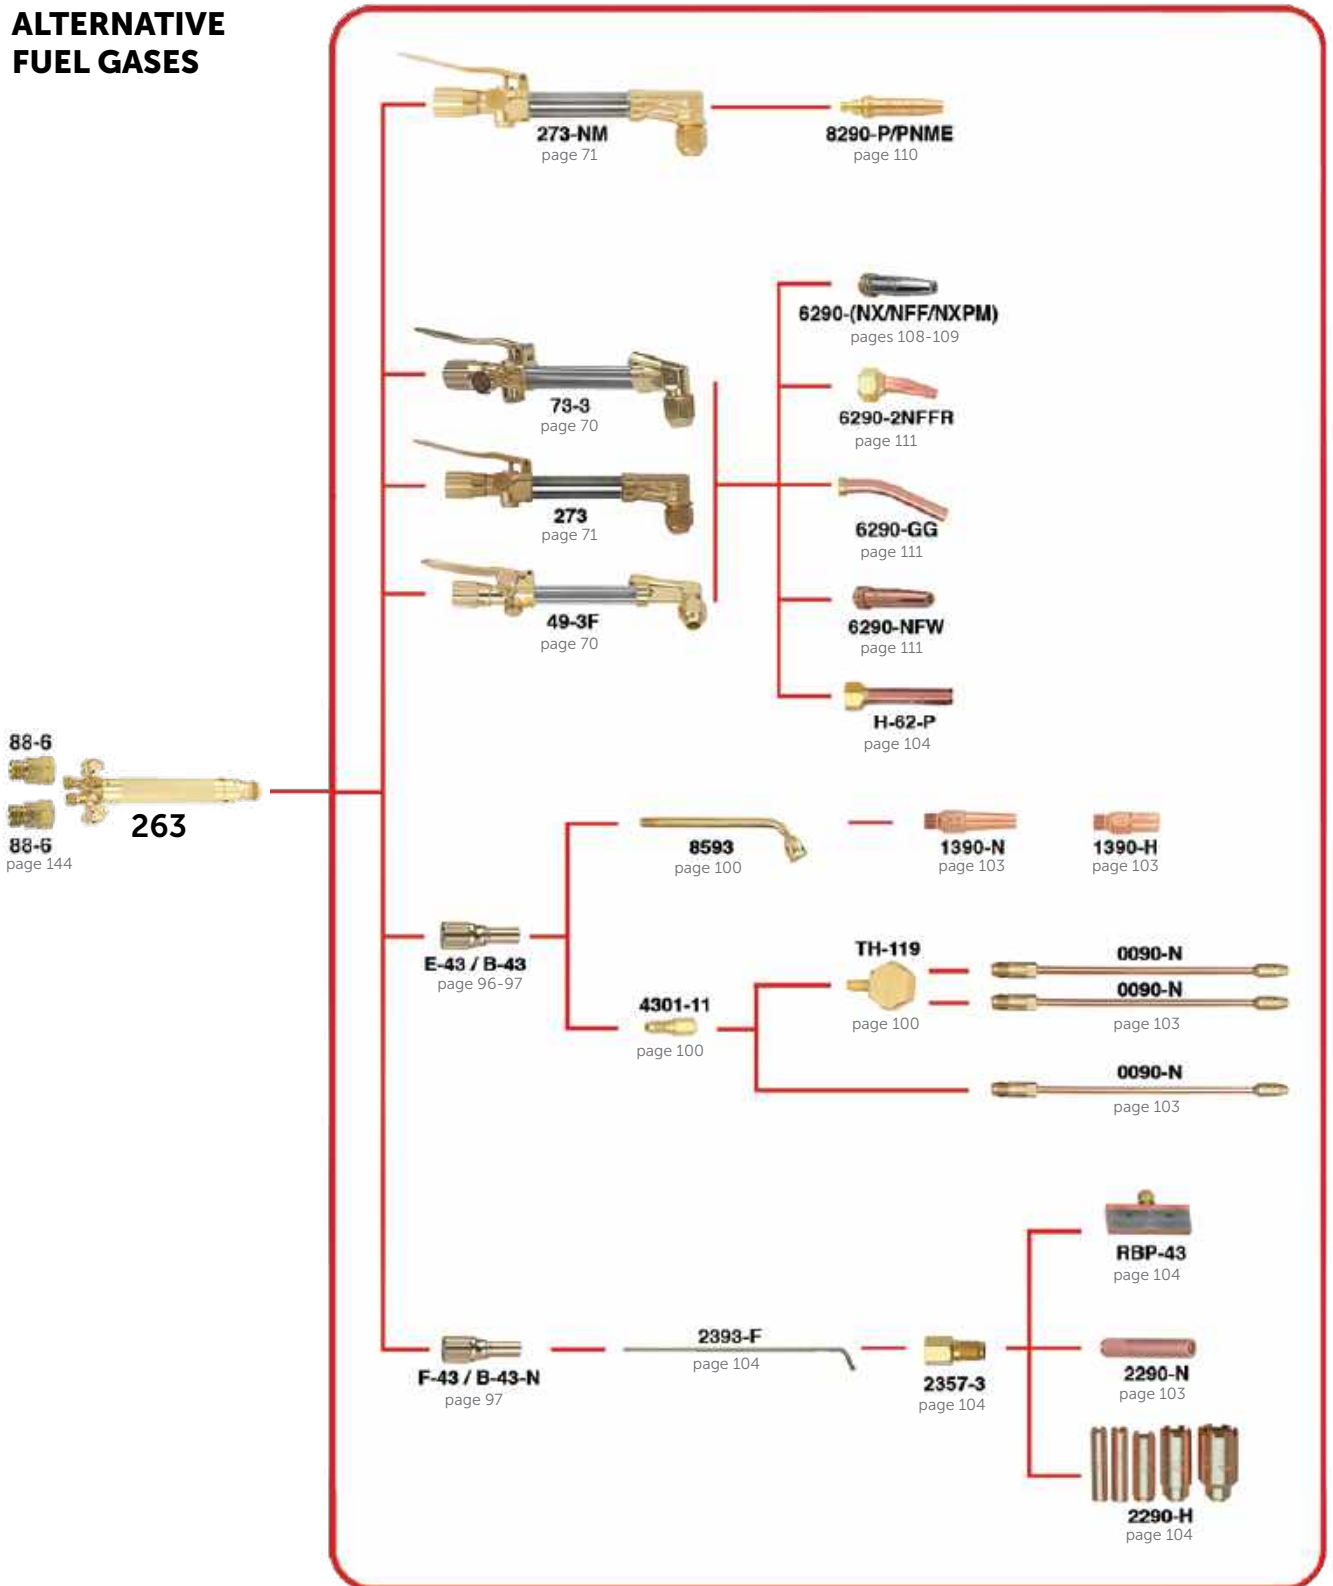 ALTERNATIVE
FUEL GASES
273-NM
page 71
8290-P/PNME
page 110
6290-(NX/NFF/NXPM)
pages 108-109
73-3
page 70
6290-2NFFR
page 111
273
page 71
6290-GG
page 111
49-3F
page 70
6290-NFW
page 111
H-62-P
page 104
88-6
263
88-6
page 144
8593
page 100
1390-N
page 103
1390-H
page 103
E-43 / B-43
page 96-97
TH-119
page 100
0090-N
0090-N
page 103
4301-11
page 100
0090-N
page 103
RBP-43
page 104
F-43 / B-43-N
page 97
2393-F
page 104
2357-3
page 104
2290-N
page 103
2290-H
page 104